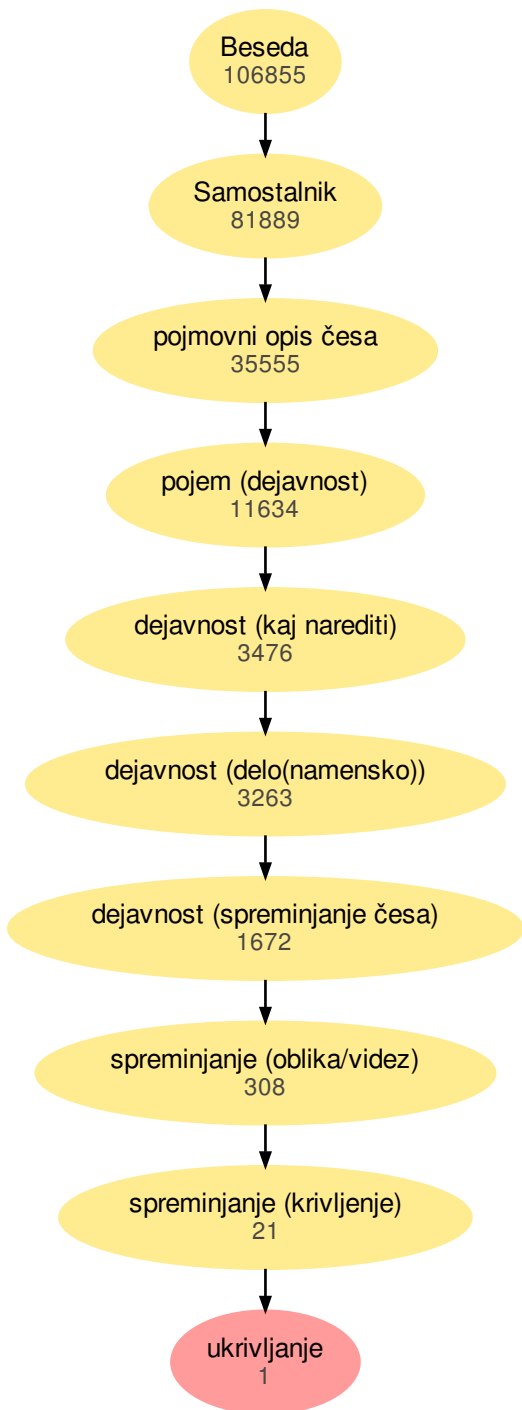 Beseda
106855
Samostalnik
81889
pojmovni opis česa
35555
pojem (dejavnost)
11634
dejavnost (kaj narediti)
3476
dejavnost (delo(namensko))
3263
dejavnost (spreminjanje česa)
1672
spreminjanje (oblika/videz)
308
spreminjanje (krivljenje)
21
ukrivljanje
1